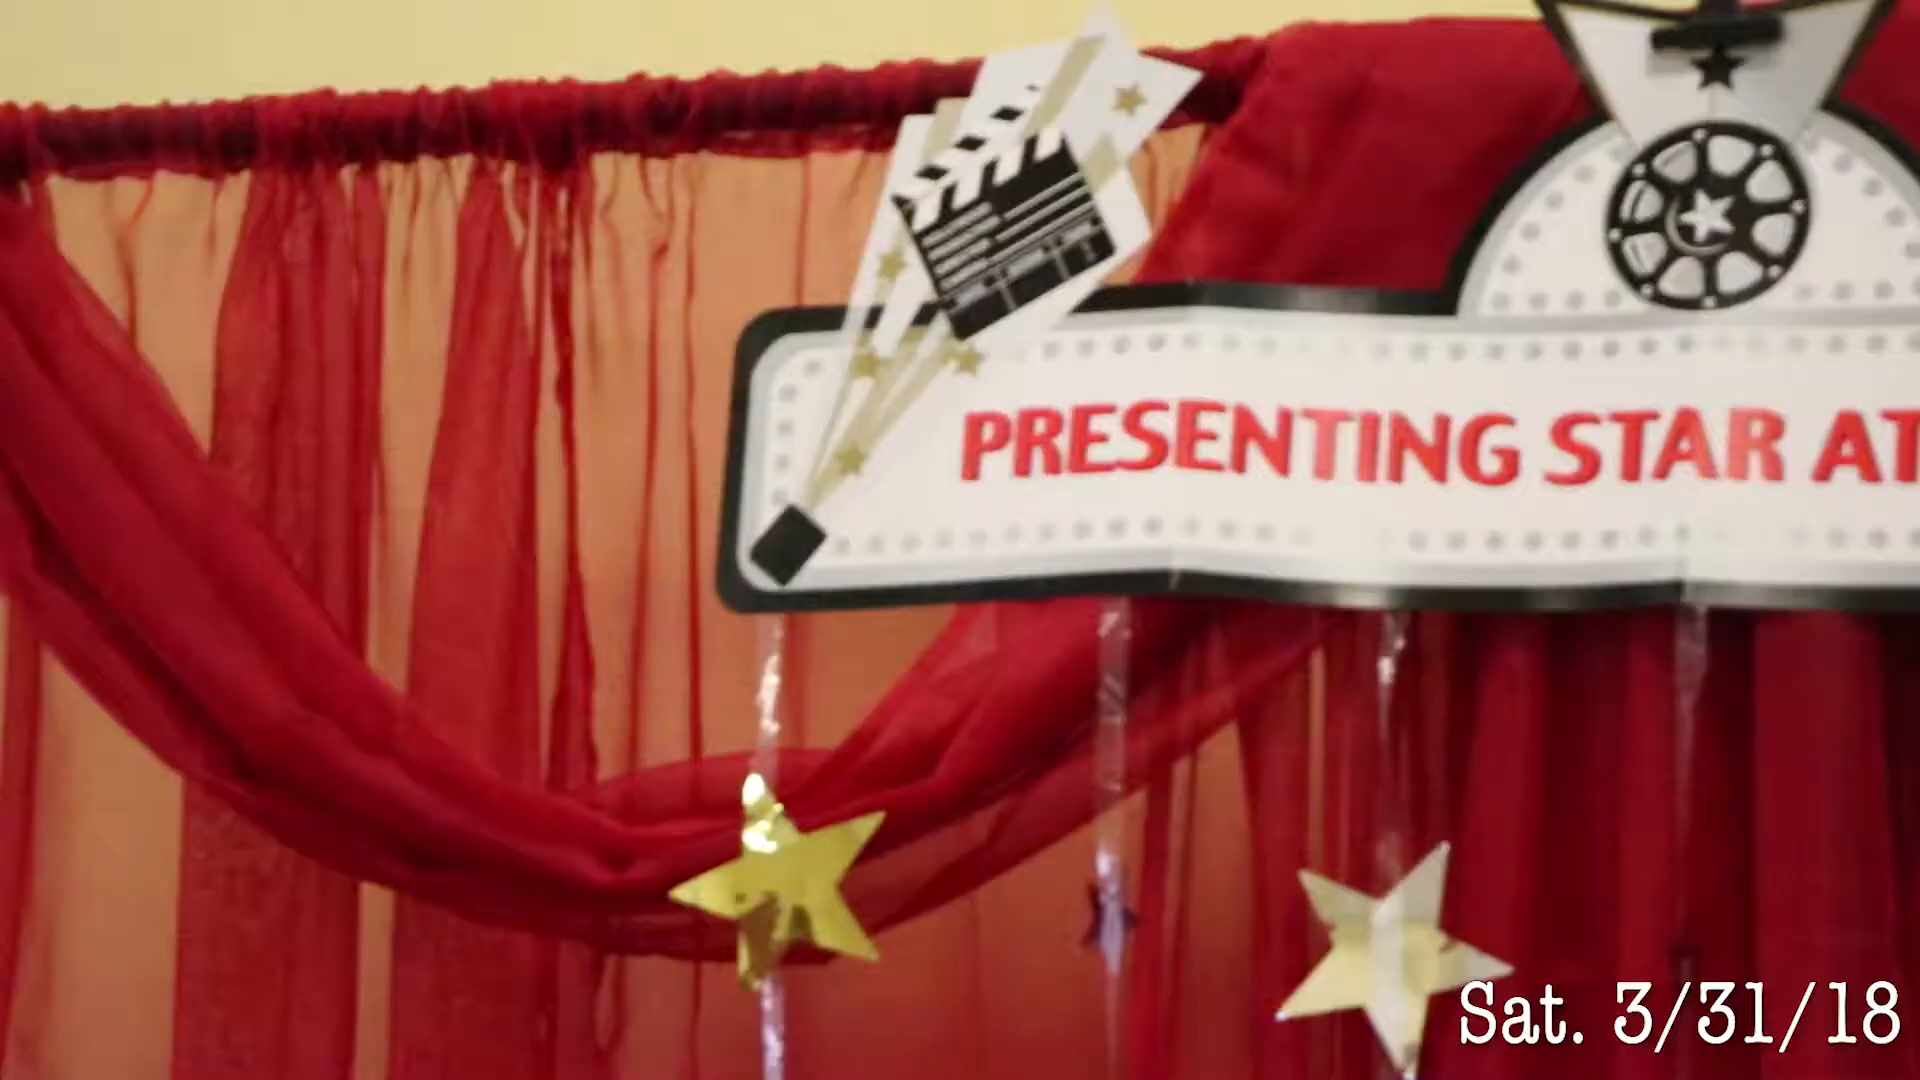 PRESENTING STAR AT
Sat. 3/31/18